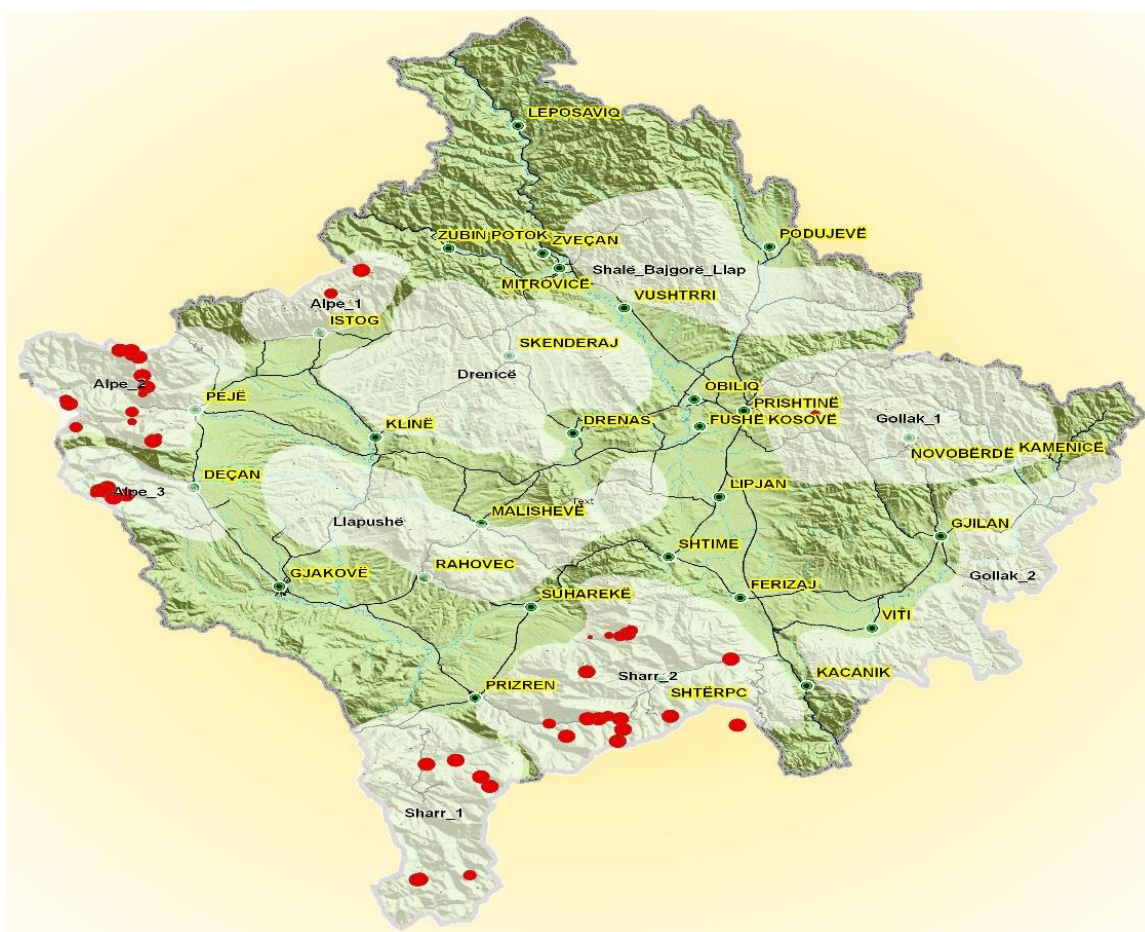 LEPOSAVIQ
ZUBIN POTOK
ZVEÇAN
PODUJEVË
Shalë_Bajgorë_Llap
MITROVICË
VUSHTRRI
Alpe_1
ISTOG
SKENDERAJ
Drenicë
Alpe_2
PEJË
OBILIQ
PRISHTINË
FUSHË KOSOVË
Gollak_1
KLINË
DRENAS
NOVOBËRDË
KAMENICË
DEÇAN
Alpe_3
LIPJAN
Text
MALISHEVË
Llapushë
GJILAN
SHTIME
RAHOVEC
GJAKOVË
Gollak_2
FERIZAJ
SUHAREKË
VITI
Sharr_2
SHTËRPC
KACANIK
PRIZREN
Sharr_1